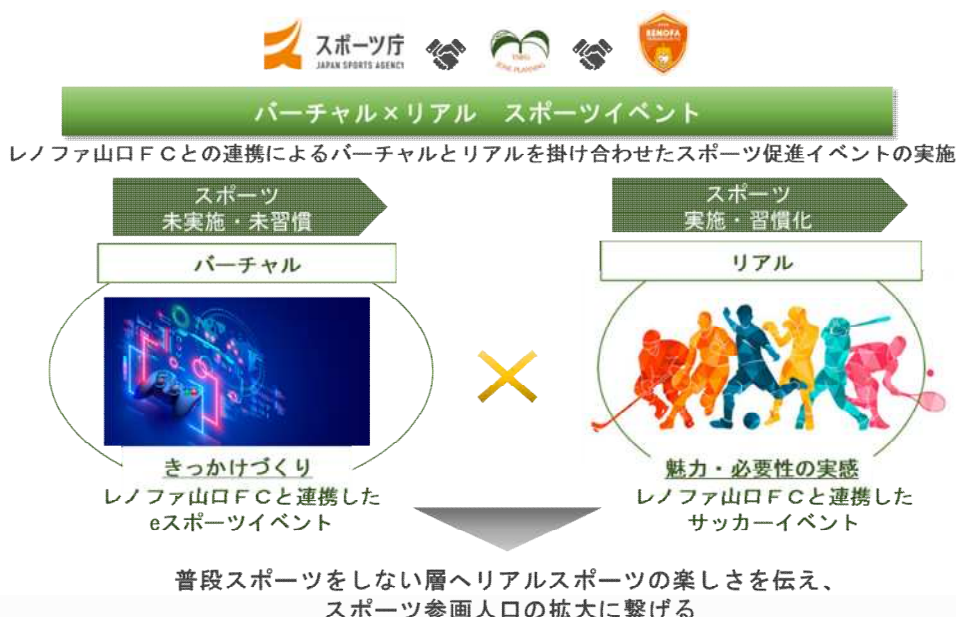 スポーツ庁
JAPAN SPORTS AGENCY
RENOFA
バーチャル×リアル スポーツイベント
レノファ山口FCとの連携によるバーチャルとリアルを掛け合わせたスポーツ促進イベントの実施
スポーツ
未実施・未習慣
スポーツ
実施・習慣化
バーチャル
リアル
きっかけづくり
レノファ山口FCと連携した
eスポーツイベント
魅力・必要性の実感
レノファ山口FCと連携した
サッカーイベント
普段スポーツをしない層へリアルスポーツの楽しさを伝え、
スポーツ参画人口の拡大に繋げる